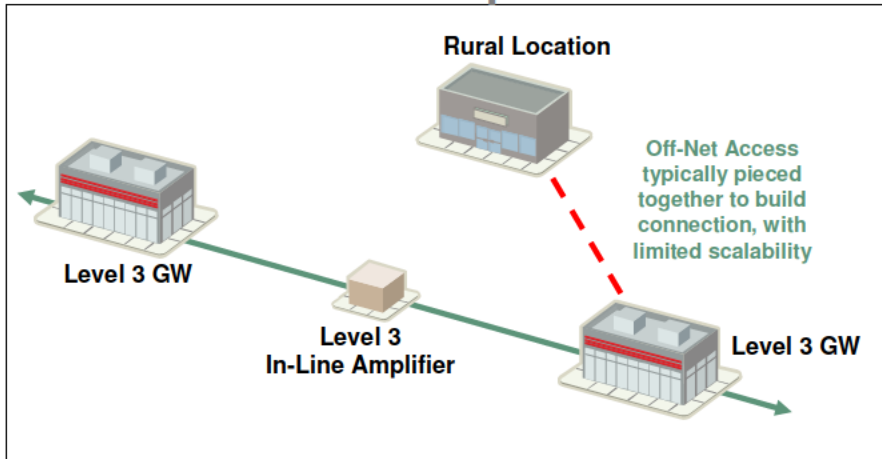 Rural Location
Off-Net Access
typically pieced
together to build
connection, with
limited scalability
Level 3 GW
Level 3
In-Line Amplifier
Level 3 GW